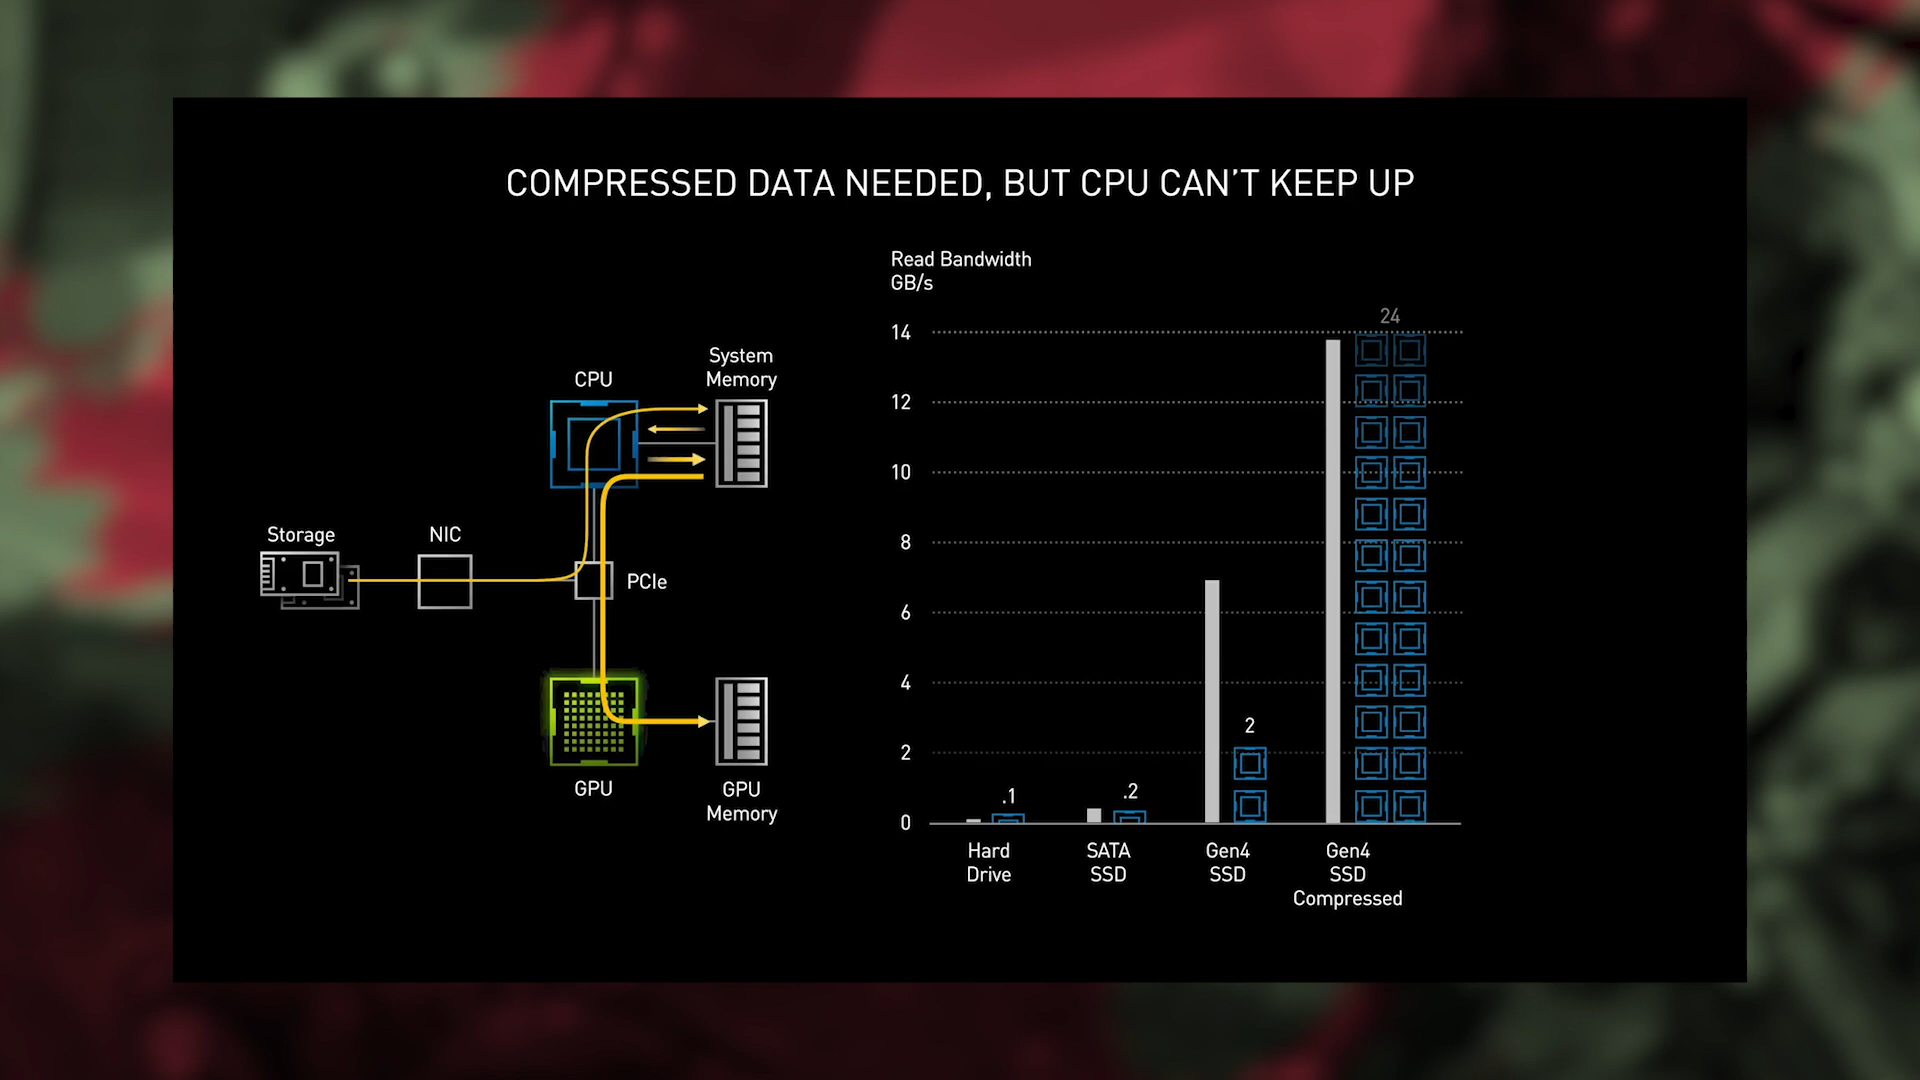 COMPRESSED DATA NEEDED, BUT CPU CAN'T KEEP UP
Storage
NIC
CPU
System
Memory
PCIe
GPU
GPU
Memory
Read Bandwidth
GB/s
14
12
10
8
6
4
2
0
.1
.2
2
24
Hard
Drive
SATA
SSD
Gen4
SSD
Gen4
SSD
Compressed